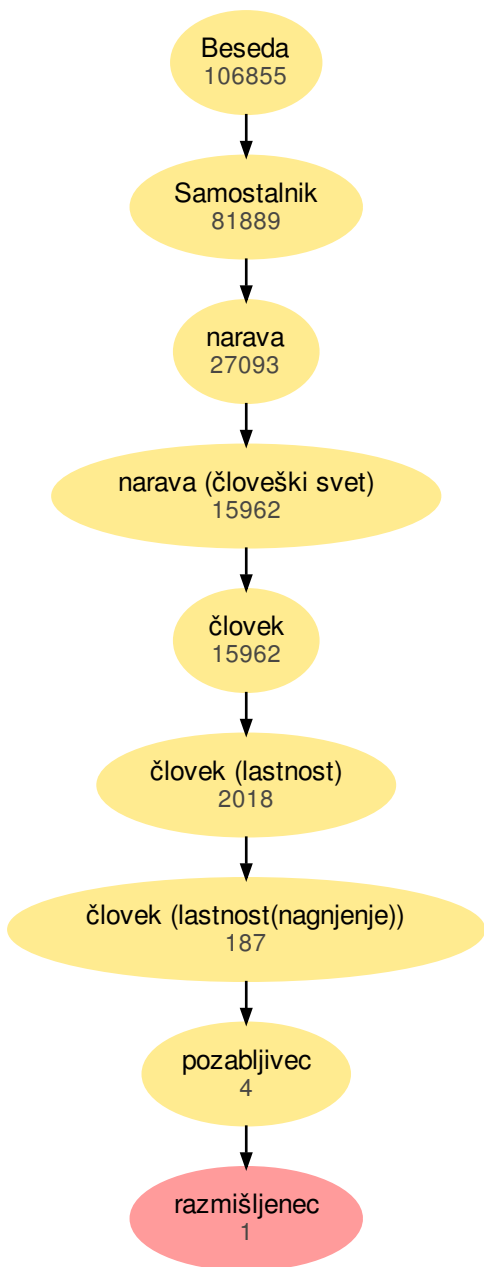 Beseda
106855
Samostalnik
81889
narava
27093
narava (človeški svet)
15962
človek
15962
človek (lastnost)
2018
človek (lastnost(nagnjenje))
187
pozabljivec
4
razmišljenec
1